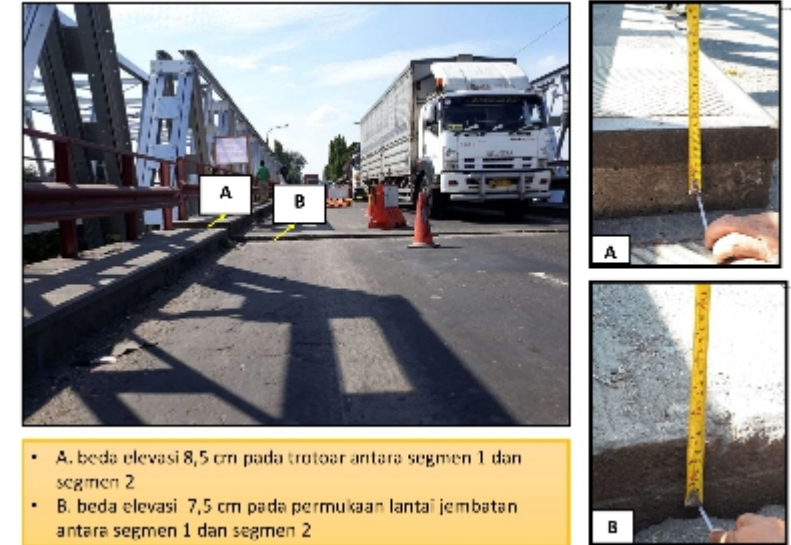 A
B
A
B
• A. beda elevasi 8,5 cm pada trotoar antara segmen 1 dan
segmen 2
• B. beda elevasi 7,5 cm pada permukaan lantai jembatan
antara segmen 1 dan segmen 2